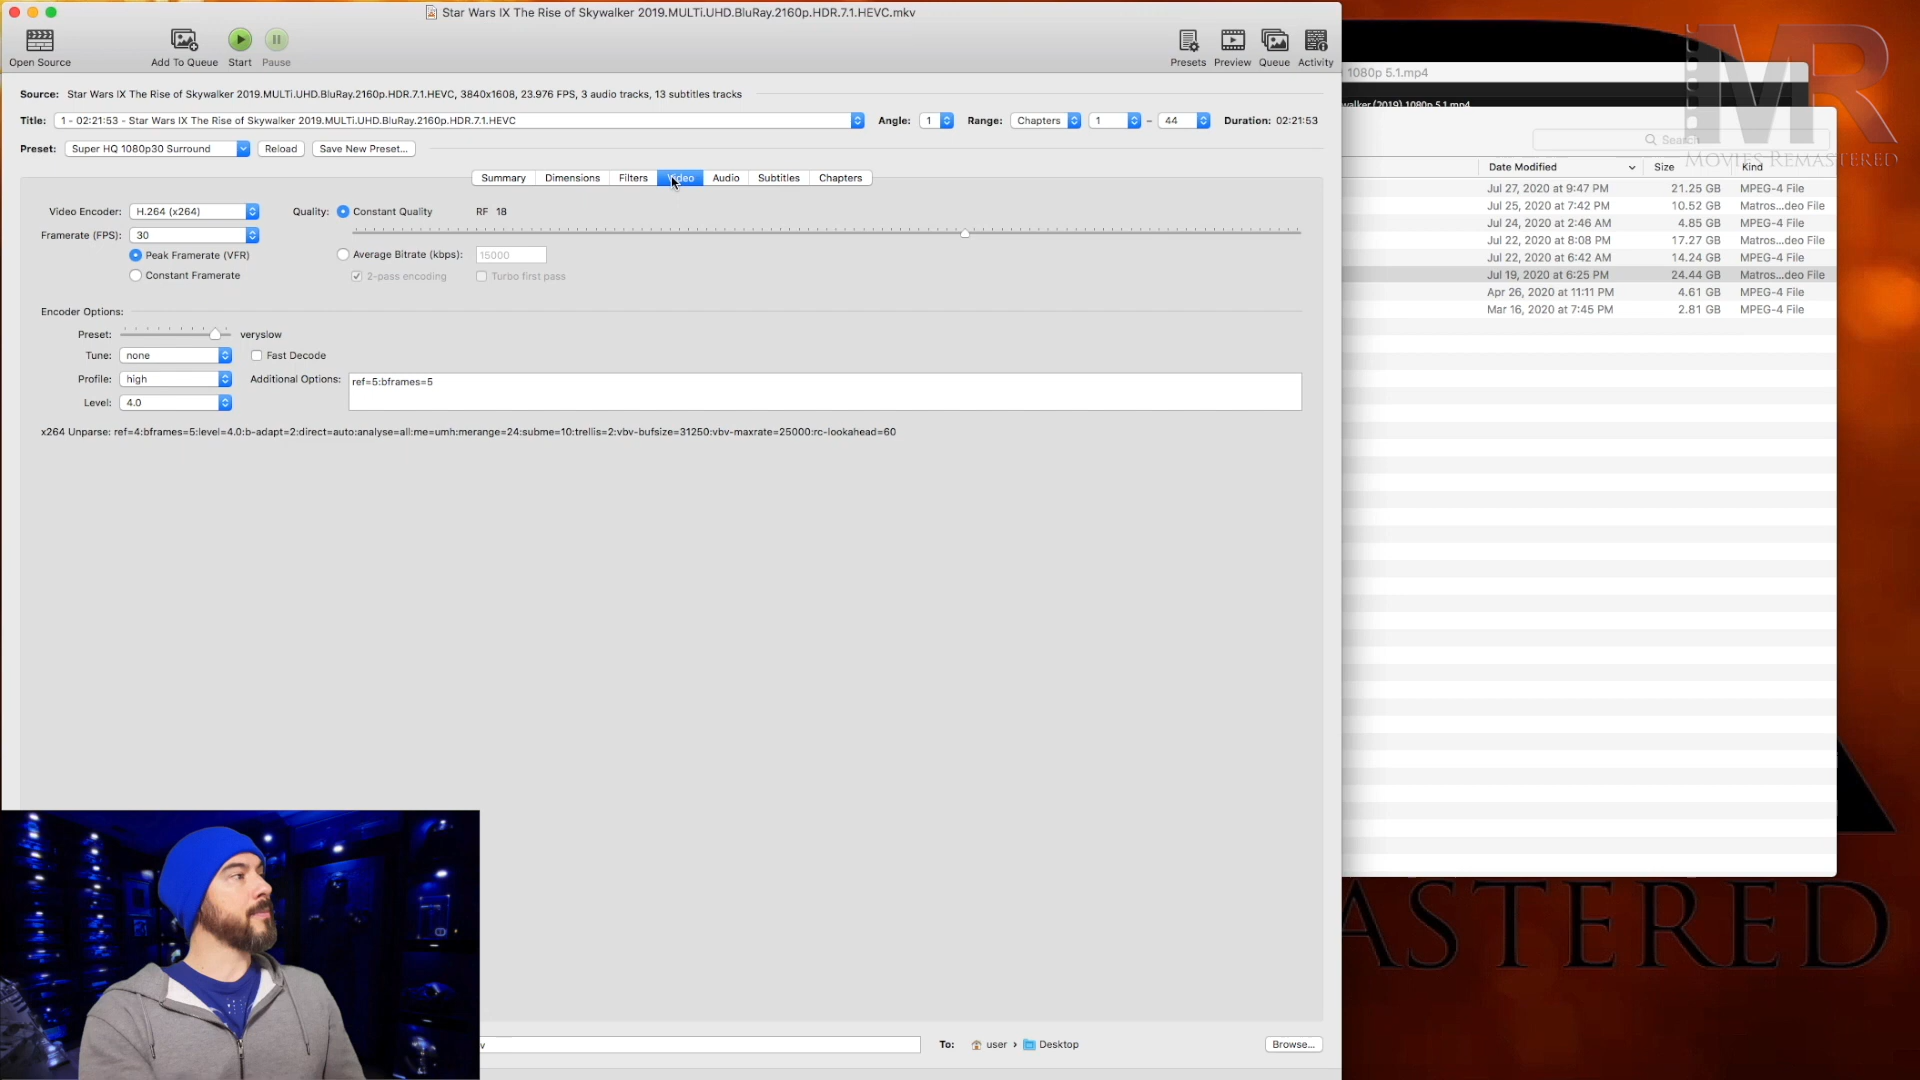 Star Wars IX The Rise of Skywalker 2019.MULTi.UHD.BluRay.2160p.HDR.7.1.HEVC.mkv
Open Source
Add To Queue
Start
Pause
Presets
Preview
Queue
Activity
Source: Star Wars IX The Rise of Skywalker 2019.MULTi.UHD.BluRay.2160p.HDR.7.1.HEVC, 3840x1608, 23.976 FPS, 3 audio tracks, 13 subtitles tracks
Title: 1 - 02:21:53 - Star Wars IX The Rise of Skywalker 2019.MULTi.UHD.BluRay.2160p.HDR.7.1.HEVC
Angle: 1 Range: Chapters 1 - 44 Duration: 02:21:53
Preset: Super HQ 1080p30 Surround Reload Save New Preset...
Summary Dimensions Filters Video Audio Subtitles Chapters
Video Encoder: H.264 (x264)
Quality: Constant Quality RF 18
Framerate (FPS): 30
Peak Framerate (VFR)
Average Bitrate (kbps): 15000
Constant Framerate
2-pass encoding Turbo first pass
Encoder Options:
Preset: veryslow
Tune: none Fast Decode
Profile: high
Additional Options: ref=5:bframes=5
Level: 4.0
x264 Unparse: ref=4:bframes=5:level=4.0:b-adapt=2:direct=auto:analyse=all:me=umh:merange=24:subme=10:trellis=2:vbv-bufsize=31250:vbv-maxrate=25000:rc-lookahead=60
To: user › Desktop
Browse...
1080p 5.1.mp4
walker (2019) 1080p 5.1.mp4
Search
MR
MOVIES REMASTERED
Date Modified Size Kind
Jul 27, 2020 at 9:47 PM 21.25 GB MPEG-4 File
Jul 25, 2020 at 7:42 PM 10.52 GB Matros...deo File
Jul 24, 2020 at 2:46 AM 4.85 GB MPEG-4 File
Jul 22, 2020 at 8:08 PM 17.27 GB Matros...deo File
Jul 22, 2020 at 6:42 AM 14.24 GB MPEG-4 File
Jul 19, 2020 at 6:25 PM 24.44 GB Matros...deo File
Apr 26, 2020 at 11:11 PM 4.61 GB MPEG-4 File
Mar 16, 2020 at 7:45 PM 2.81 GB MPEG-4 File
ASTERED